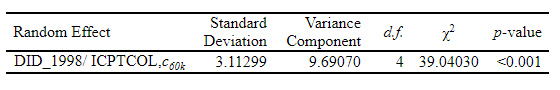 Random Effect Standard Deviation Variance Component d.f. χ² p-value
DID_1998/ ICPTCOL,c60k 3.11299 9.69070 4 39.04030 <0.001